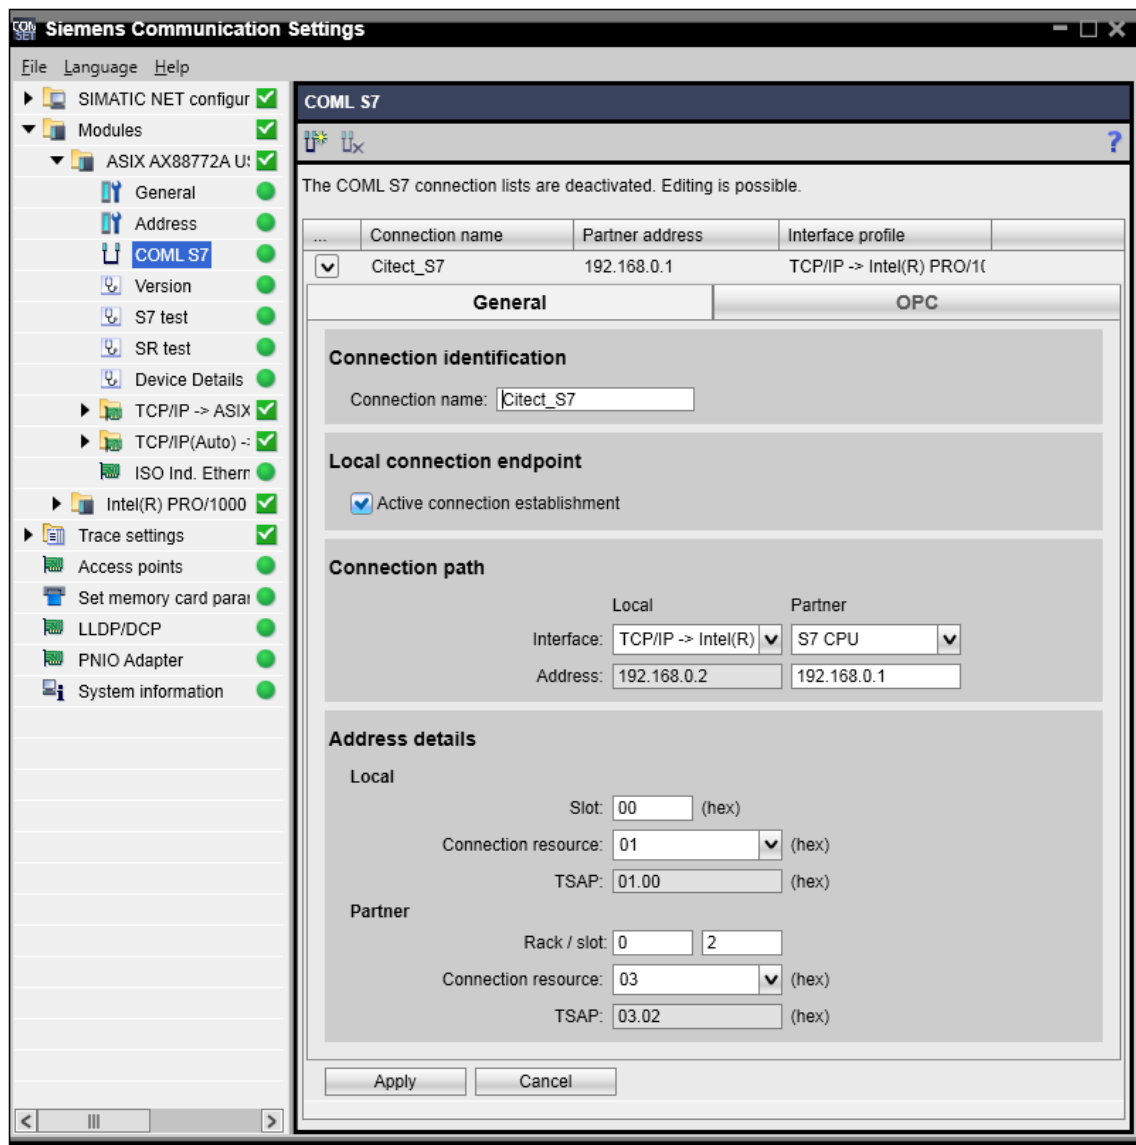 CON
SET
Siemens Communication Settings
File Language Help
SIMATIC NET configur
Modules
ASIX AX88772A U
General
Address
COML S7
Version
S7 test
SR test
Device Details
TCP/IP -> ASIX
TCP/IP(Auto) -
ISO Ind. Ethern
Intel(R) PRO/1000
Trace settings
Access points
Set memory card parar
LLDP/DCP
PNIO Adapter
System information
COML S7
?
The COML S7 connection lists are deactivated. Editing is possible.
... Connection name Partner address Interface profile
Citect_S7 192.168.0.1 TCP/IP -> Intel(R) PRO/10
General OPC
Connection identification
Connection name: Citect_S7
Local connection endpoint
Active connection establishment
Connection path
Local Partner
Interface: TCP/IP -> Intel(R) S7 CPU
Address: 192.168.0.2 192.168.0.1
Address details
Local
Slot: 00 (hex)
Connection resource: 01 (hex)
TSAP: 01.00 (hex)
Partner
Rack / slot: 0 2
Connection resource: 03 (hex)
TSAP: 03.02 (hex)
Apply Cancel